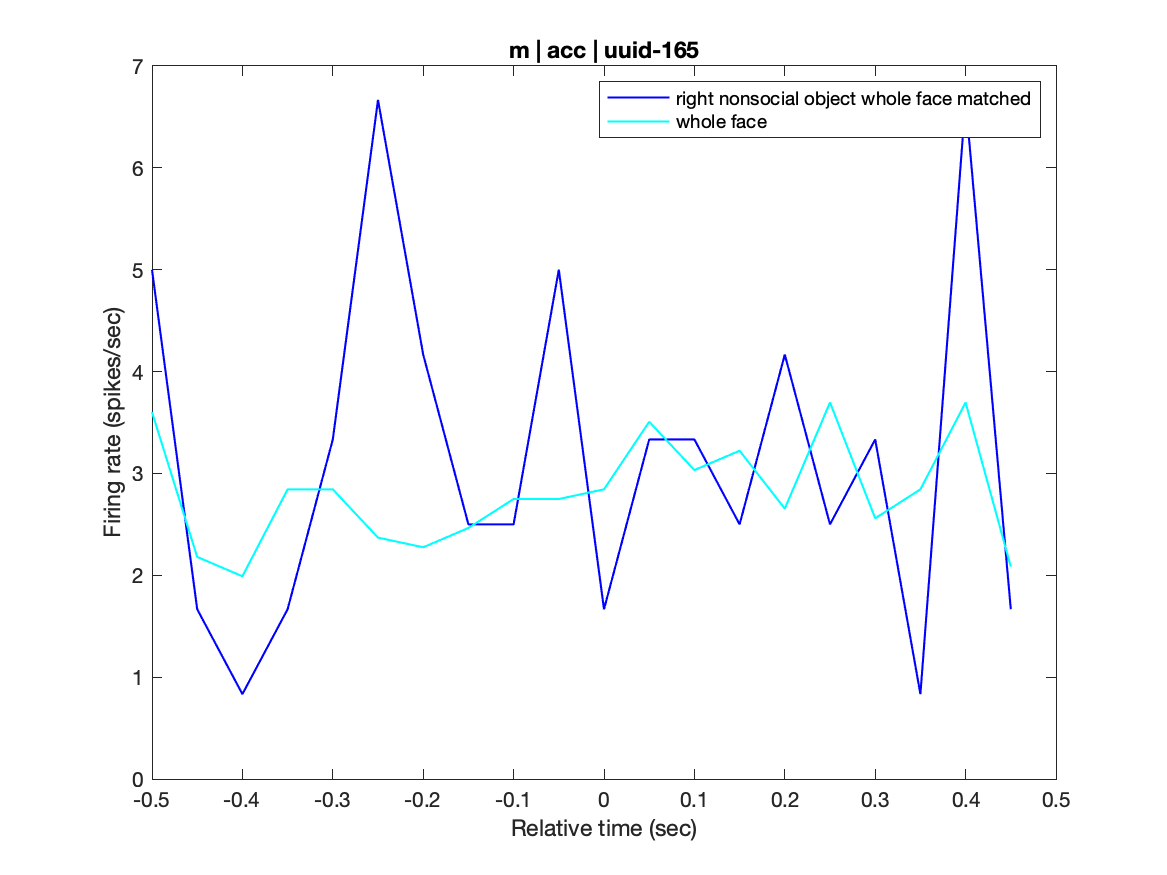 m | acc | uuid-165
7
6
5
4
3
2
1
0
Firing rate (spikes/sec)
right nonsocial object whole face matched
whole face
-0.5 -0.4 -0.3 -0.2 -0.1 0 0.1 0.2 0.3 0.4 0.5
Relative time (sec)